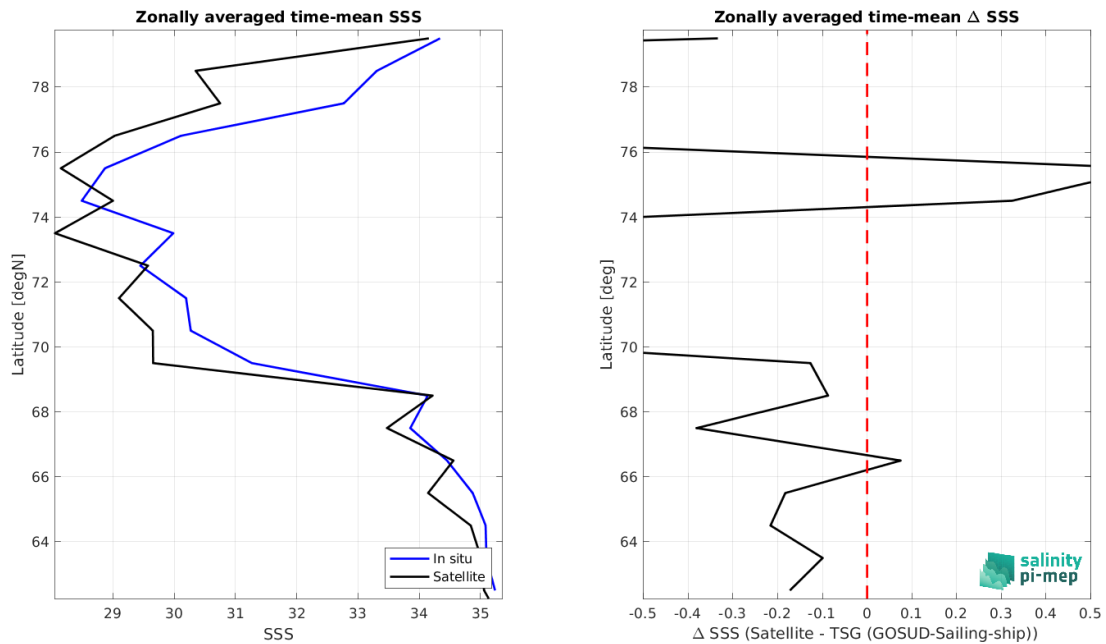 Zonally averaged time-mean SSS
Latitude [degN]
78
76
74
72
70
68
66
64
29 30 31 32 33 34 35
SSS
In situ
Satellite
Zonally averaged time-mean Δ SSS
Latitude [deg]
78
76
74
72
70
68
66
64
-0.5 -0.4 -0.3 -0.2 -0.1 0 0.1 0.2 0.3 0.4 0.5
Δ SSS (Satellite - TSG (GOSUD-Sailing-ship))
salinity
pi-mep